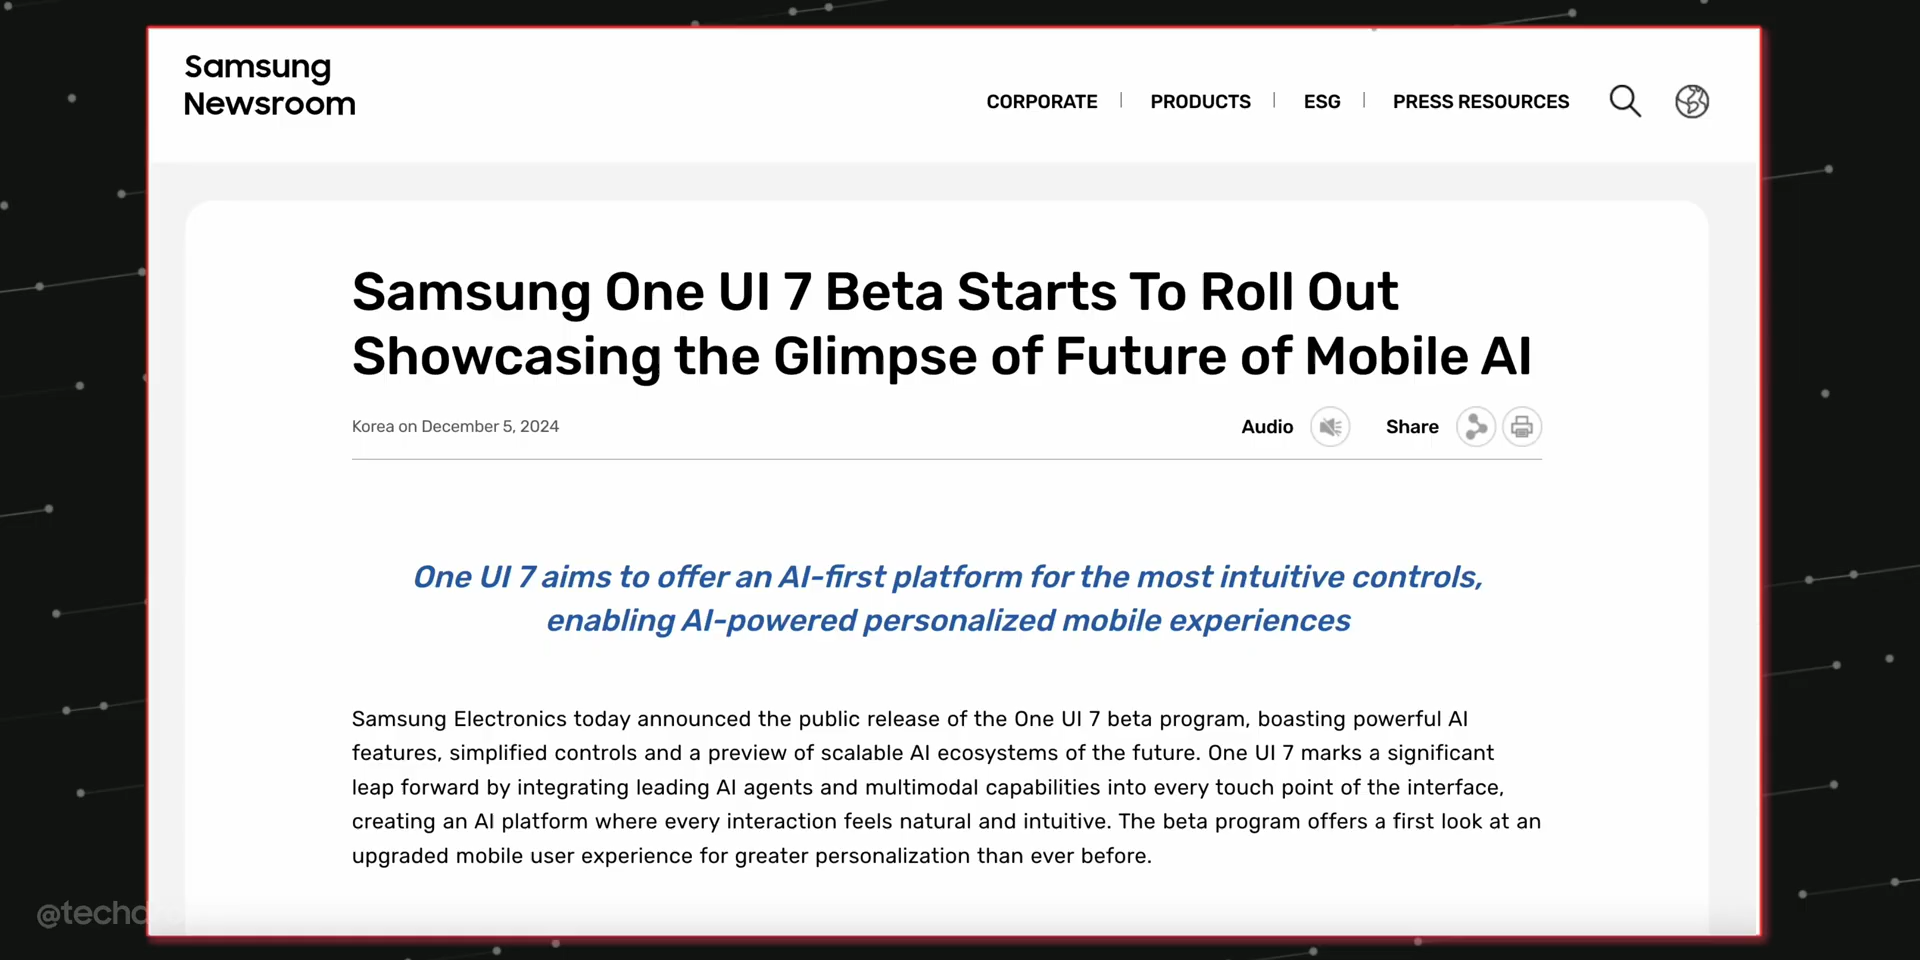 Samsung
Newsroom
CORPORATE
PRODUCTS
ESG
PRESS RESOURCES
Samsung One UI 7 Beta Starts To Roll Out
Showcasing the Glimpse of Future of Mobile AI
Korea on December 5, 2024
Audio
Share
One UI 7 aims to offer an AI-first platform for the most intuitive controls,
enabling AI-powered personalized mobile experiences
Samsung Electronics today announced the public release of the One UI 7 beta program, boasting powerful AI
features, simplified controls and a preview of scalable AI ecosystems of the future. One UI 7 marks a significant
leap forward by integrating leading AI agents and multimodal capabilities into every touch point of the interface,
creating an AI platform where every interaction feels natural and intuitive. The beta program offers a first look at an
upgraded mobile user experience for greater personalization than ever before.